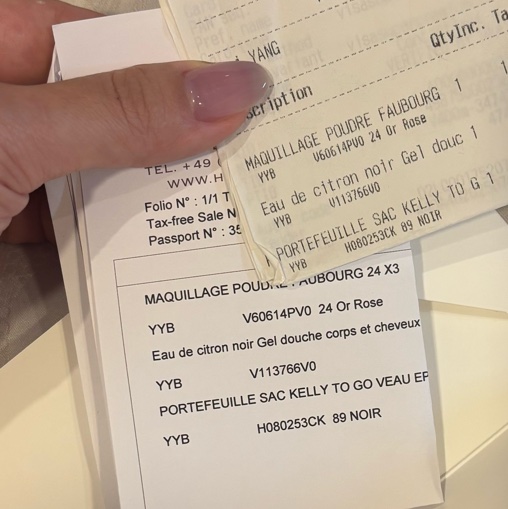 YANG
QtyInc. Ta
cription
MAQUILLAGE POUDRE FAUBOURG 1 1
YYB V60614PV0 24 Or Rose
Eau de citron noir Gel douc 1
YYB V113766V0
PORTEFEUILLE SAC KELLY TO G 1
YYB H080253CK 89 NOIR
TEL. +49
WWW.H
Folio N° : 1/1 T
Tax-free Sale N
Passport N° : 35
MAQUILLAGE POUDRE FAUBOURG 24 X3
YYB V60614PV0 24 Or Rose
Eau de citron noir Gel douche corps et cheveux
YYB V113766V0
PORTEFEUILLE SAC KELLY TO GO VEAU EP
YYB H080253CK 89 NOIR